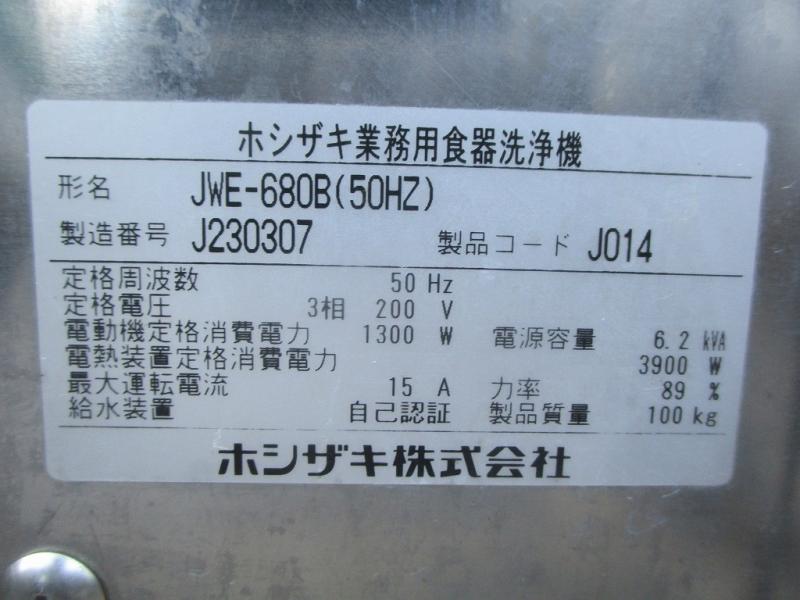 ホシザキ業務用食器洗浄機
形名 JWE-680B(50HZ)
製造番号 J230307 製品コード J014
定格周波数 50 Hz
定格電圧 3相 200 V
電動機定格消費電力 1300 W 電源容量 6.2 kVA
電熱装置定格消費電力 3900 W
最大運転電流 15 A 力率 89 %
給水装置 自己認証 製品質量 100 kg
ホシザキ株式会社